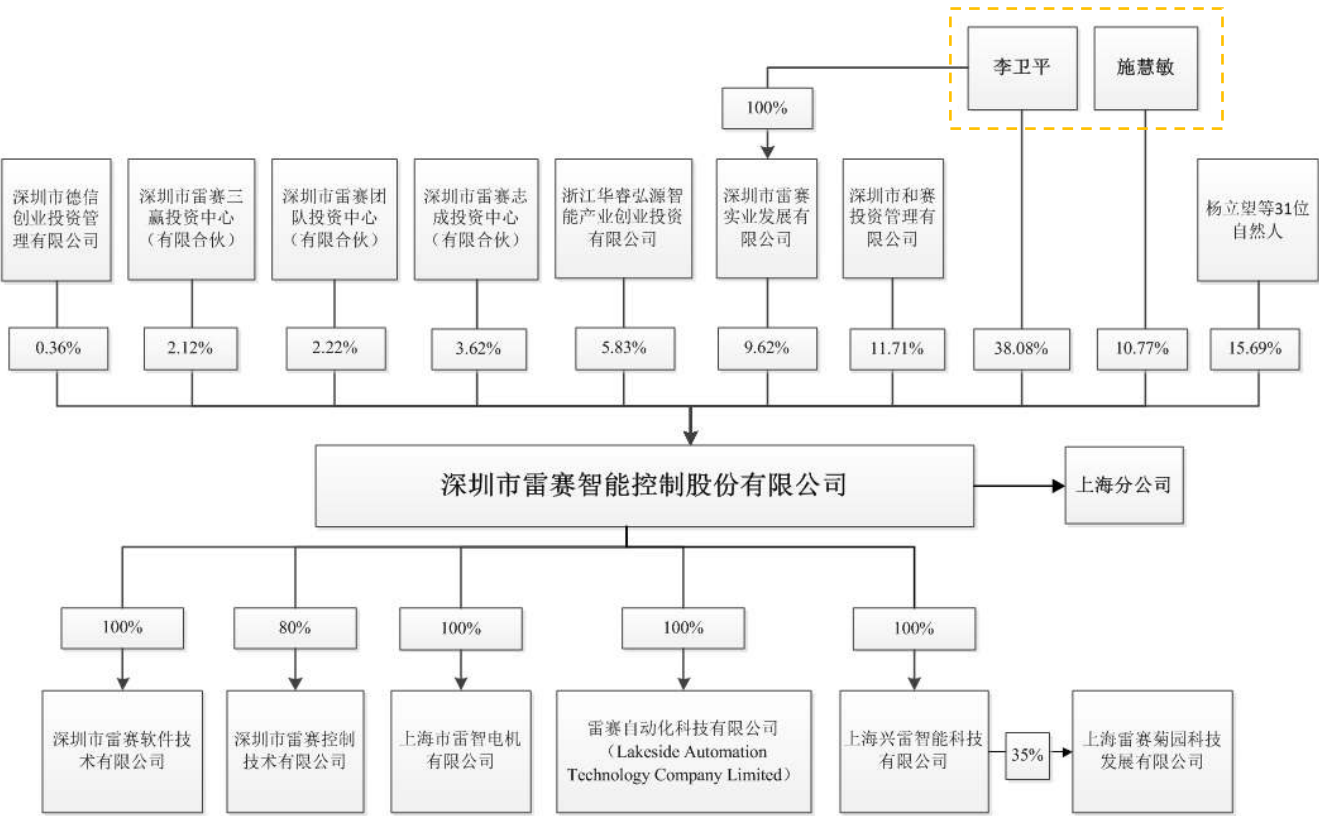 李卫平
施慧敏
100%
深圳市德信
创业投资管
理有限公司
深圳市雷赛三
赢投资中心
（有限合伙）
深圳市雷赛团
队投资中心
（有限合伙）
深圳市雷赛志
成投资中心
（有限合伙）
浙江华睿弘源智
能产业创业投资
有限公司
深圳市雷赛
实业发展有
限公司
深圳市和赛
投资管理有
限公司
杨立望等31位
自然人
0.36%
2.12%
2.22%
3.62%
5.83%
9.62%
11.71%
38.08%
10.77%
15.69%
深圳市雷赛智能控制股份有限公司
上海分公司
100%
80%
100%
100%
100%
深圳市雷赛软件技
术有限公司
深圳市雷赛控制
技术有限公司
上海市雷智电机
有限公司
雷赛自动化科技有限公司
（Lakeside Automation
Technology Company Limited）
上海兴雷智能科技
有限公司
35%
上海雷赛菊园科技
发展有限公司